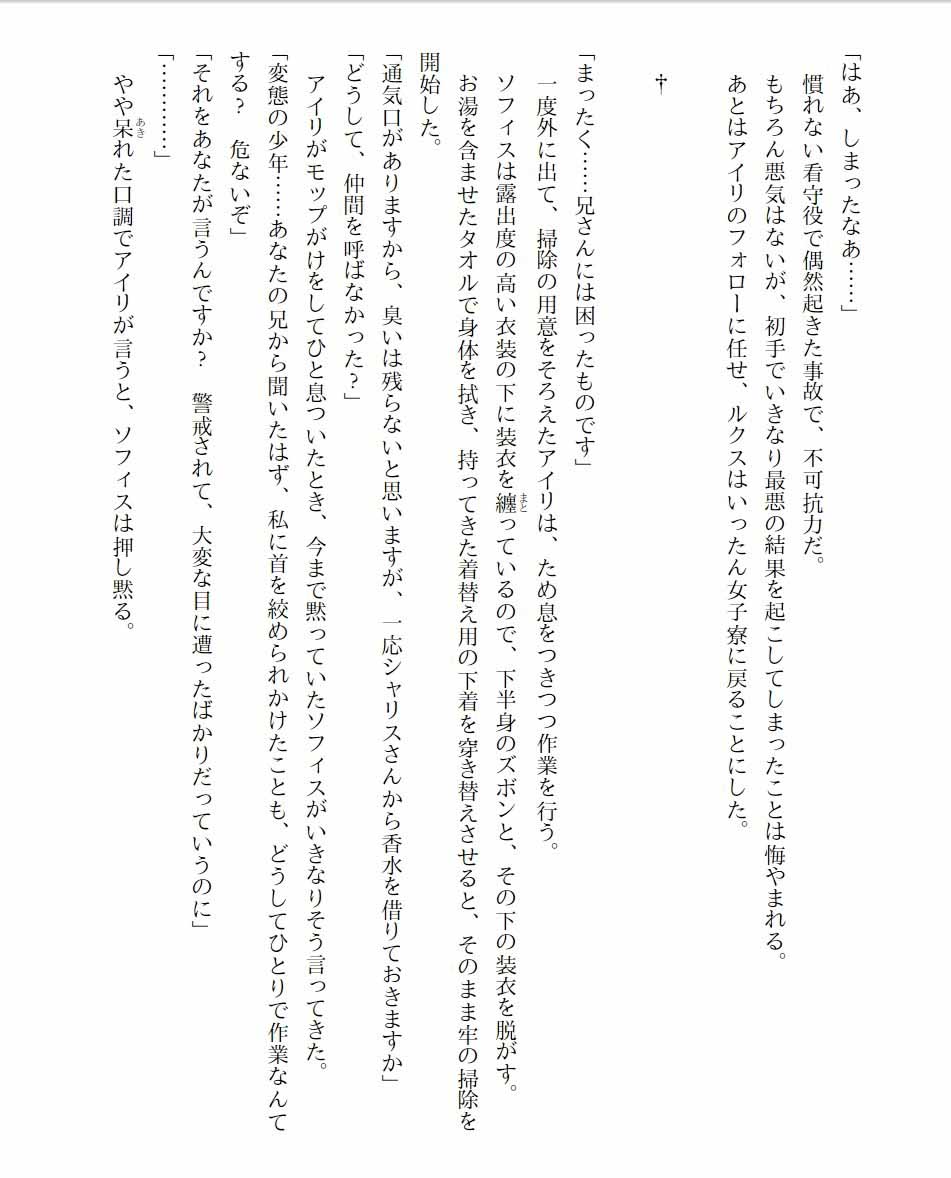 「はあ、しまったなあ……」
慣れない看守役で偶然起きた事故で、不可抗力だ。
もちろん悪気はないが、初手でいきなり最悪の結果を起こしてしまったことは悔やまれる。
あとはアイリのフォローに任せ、ルクスはいったん女子寮に戻ることにした。
†
「まったく……兄さんには困ったものです」
一度外に出て、掃除の用意をそろえたアイリは、ため息をつきつつ作業を行う。
ソフィスは露出度の高い衣装の下に装衣を纏っているので、下半身のズボンと、その下の装衣を脱がす。
お湯を含ませたタオルで身体を拭き、持ってきた着替え用の下着を穿き替えさせると、そのまま牢の掃除を
開始した。
「通気口がありますから、臭いは残らないと思いますが、一応シャリスさんから香水を借りておきますか」
「どうして、仲間を呼ばなかった?」
アイリがモップがけをしてひと息ついたとき、今まで黙っていたソフィスがいきなりそう言ってきた。
「変態の少年……あなたの兄から聞いたはず、私に首を絞められかけたことも、どうしてひとりで作業なんて
する? 危ないぞ」
「それをあなたが言うんですか? 警戒されて、大変な目に遭ったばかりだっていうのに」
「…………」
やや呆れた口調でアイリが言うと、ソフィスは押し黙る。